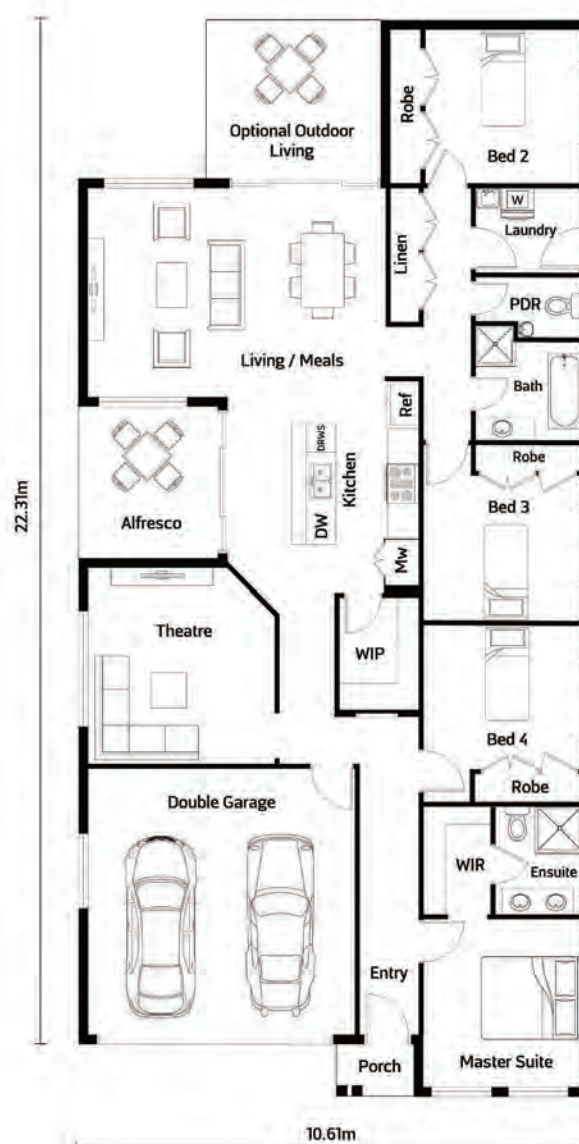 Optional Outdoor
Living
Robe
Bed 2
W
Laundry
Linen
PDR
Living / Meals
Bath
Ref
DRWS
Kitchen
DW
Mw
Robe
Bed 3
Alfresco
22.31m
Theatre
WIP
Bed 4
Robe
Double Garage
WIR
Ensuite
Entry
Porch
Master Suite
10.61m